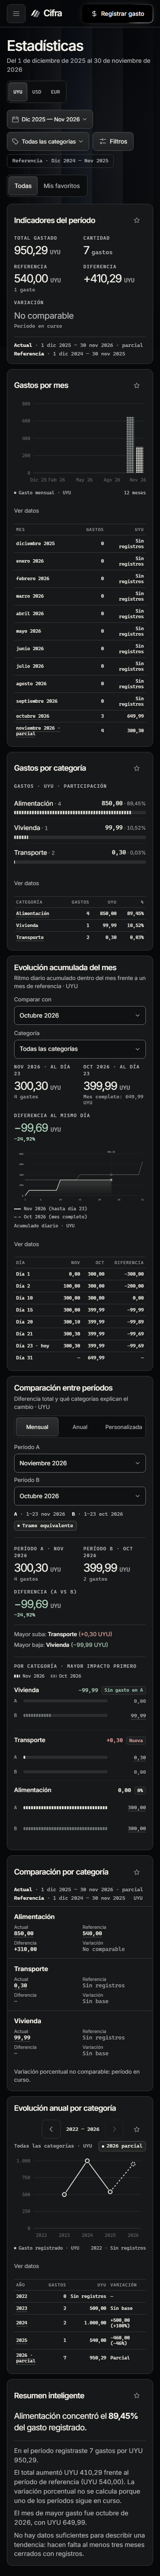 Cifra
Registrar gasto
Estadísticas
Del 1 de diciembre de 2025 al 30 de noviembre de 2026
UYU USD EUR
Dic 2025 — Nov 2026
Todas las categorías
Filtros
Referencia · Dic 2024 — Nov 2025
Todas Mis favoritos
Indicadores del período
TOTAL GASTADO
950,29 UYU
CANTIDAD
7 gastos
REFERENCIA
540,00 UYU
1 gasto
DIFERENCIA
+410,29 UYU
VARIACIÓN
No comparable
Período en curso
Actual · 1 dic 2025 — 30 nov 2026 · parcial
Referencia · 1 dic 2024 — 30 nov 2025
Gastos por mes
800
600
400
200
0
Dic 25 Feb 26 May 26 Ago 26 Nov 26
Gasto mensual · UYU
12 meses
Ver datos
MES GASTOS UYU
diciembre 2025 0 Sin registros
enero 2026 0 Sin registros
febrero 2026 0 Sin registros
marzo 2026 0 Sin registros
abril 2026 0 Sin registros
mayo 2026 0 Sin registros
junio 2026 0 Sin registros
julio 2026 0 Sin registros
agosto 2026 0 Sin registros
septiembre 2026 0 Sin registros
octubre 2026 3 649,99
noviembre 2026 · parcial 4 300,30
Gastos por categoría
GASTOS · UYU · PARTICIPACIÓN
Alimentación · 4 850,00 · 89,45%
Vivienda · 1 99,99 · 10,52%
Transporte · 2 0,30 · 0,03%
Ver datos
CATEGORÍA GASTOS UYU %
Alimentación 4 850,00 89,45%
Vivienda 1 99,99 10,52%
Transporte 2 0,30 0,03%
Evolución acumulada del mes
Ritmo diario acumulado dentro del mes frente a un mes de referencia · UYU
Comparar con
Octubre 2026
Categoría
Todas las categorías
NOV 2026 · AL DÍA 23
300,30 UYU
4 gastos
OCT 2026 · AL DÍA 23
399,99 UYU
Mes completo: 649,99 UYU
DIFERENCIA AL MISMO DÍA
−99,69 UYU
−24,92%
Nov 2026 (hasta día 23)
Oct 2026 (mes completo)
Acumulado diario · UYU
Ver datos
DÍA NOV OCT DIFERENCIA
Día 1 0,00 300,00 −300,00
Día 2 100,00 300,00 −200,00
Día 10 300,00 300,00 0,00
Día 15 300,00 399,99 −99,99
Día 20 300,10 399,99 −99,89
Día 21 300,30 399,99 −99,69
Día 23 · hoy 300,30 399,99 −99,69
Día 31 — 649,99 —
Comparación entre períodos
Diferencia total y qué categorías explican el cambio · UYU
Mensual Anual Personalizada
Período A
Noviembre 2026
Período B
Octubre 2026
A · 1–23 nov 2026 B · 1–23 oct 2026
Tramo equivalente
PERÍODO A · NOV 2026
300,30 UYU
4 gastos
PERÍODO B · OCT 2026
399,99 UYU
2 gastos
DIFERENCIA (A VS B)
−99,69 UYU
−24,92%
Mayor suba: Transporte (+0,30 UYU)
Mayor baja: Vivienda (−99,99 UYU)
POR CATEGORÍA · MAYOR IMPACTO PRIMERO
Nov 2026 Oct 2026
Vivienda −99,99 Sin gasto en A
A 0,00
B 99,99
Transporte +0,30 Nueva
A 0,30
B 0,00
Alimentación 0,00 0%
A 300,00
B 300,00
Comparación por categoría
Actual · 1 dic 2025 — 30 nov 2026 · parcial
Referencia · 1 dic 2024 — 30 nov 2025 UYU
Alimentación
Actual
850,00
Referencia
540,00
Diferencia
+310,00
Variación
No comparable
Transporte
Actual
0,30
Referencia
Sin registros
Diferencia
—
Variación
Sin base
Vivienda
Actual
99,99
Referencia
Sin registros
Diferencia
—
Variación
Sin base
Variación porcentual no comparable: período en curso.
Evolución anual por categoría
2022 — 2026
Todas las categorías · UYU
2026 parcial
1.000
750
500
250
0
2022 2023 2024 2025 2026
Gasto registrado · UYU
2022 · Sin registros
Ver datos
AÑO GASTOS UYU VARIACIÓN
2022 0 Sin registros —
2023 2 500,00 Sin base
2024 2 1.000,00 +500,00 (+100%)
2025 1 540,00 −460,00 (−46%)
2026 · parcial 7 950,29 Parcial
Resumen inteligente
Alimentación concentró el 89,45% del gasto registrado.
En el período registraste 7 gastos por UYU 950,29.
El total aumentó UYU 410,29 frente al período de referencia (UYU 540,00). La variación porcentual no se calcula porque uno de los períodos sigue en curso.
El mes de mayor gasto fue octubre de 2026, con UYU 649,99.
No hay datos suficientes para describir una tendencia: hacen falta al menos tres meses cerrados con registros.